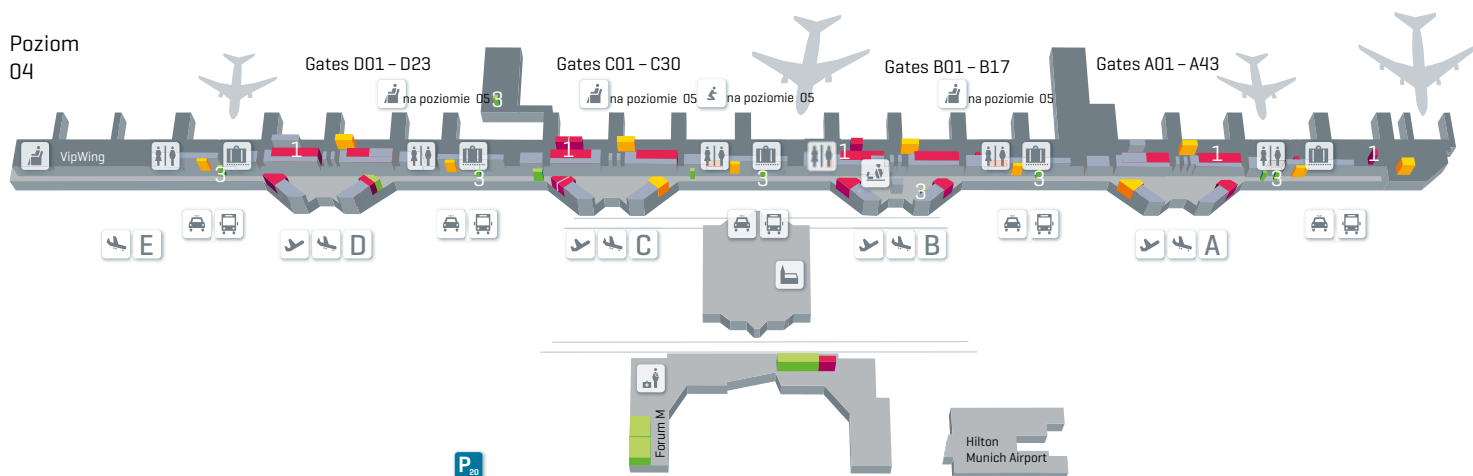 Poziom
04
Gates D01 – D23
Gates C01 – C30
Gates B01 – B17
Gates A01 – A43
na poziomie 05
3
na poziomie 05
na poziomie 05
na poziomie 05
VipWing
1
1
1
1
1
3
3
3
3
3
3
E
D
C
B
A
Forum M
Hilton
Munich Airport
P20